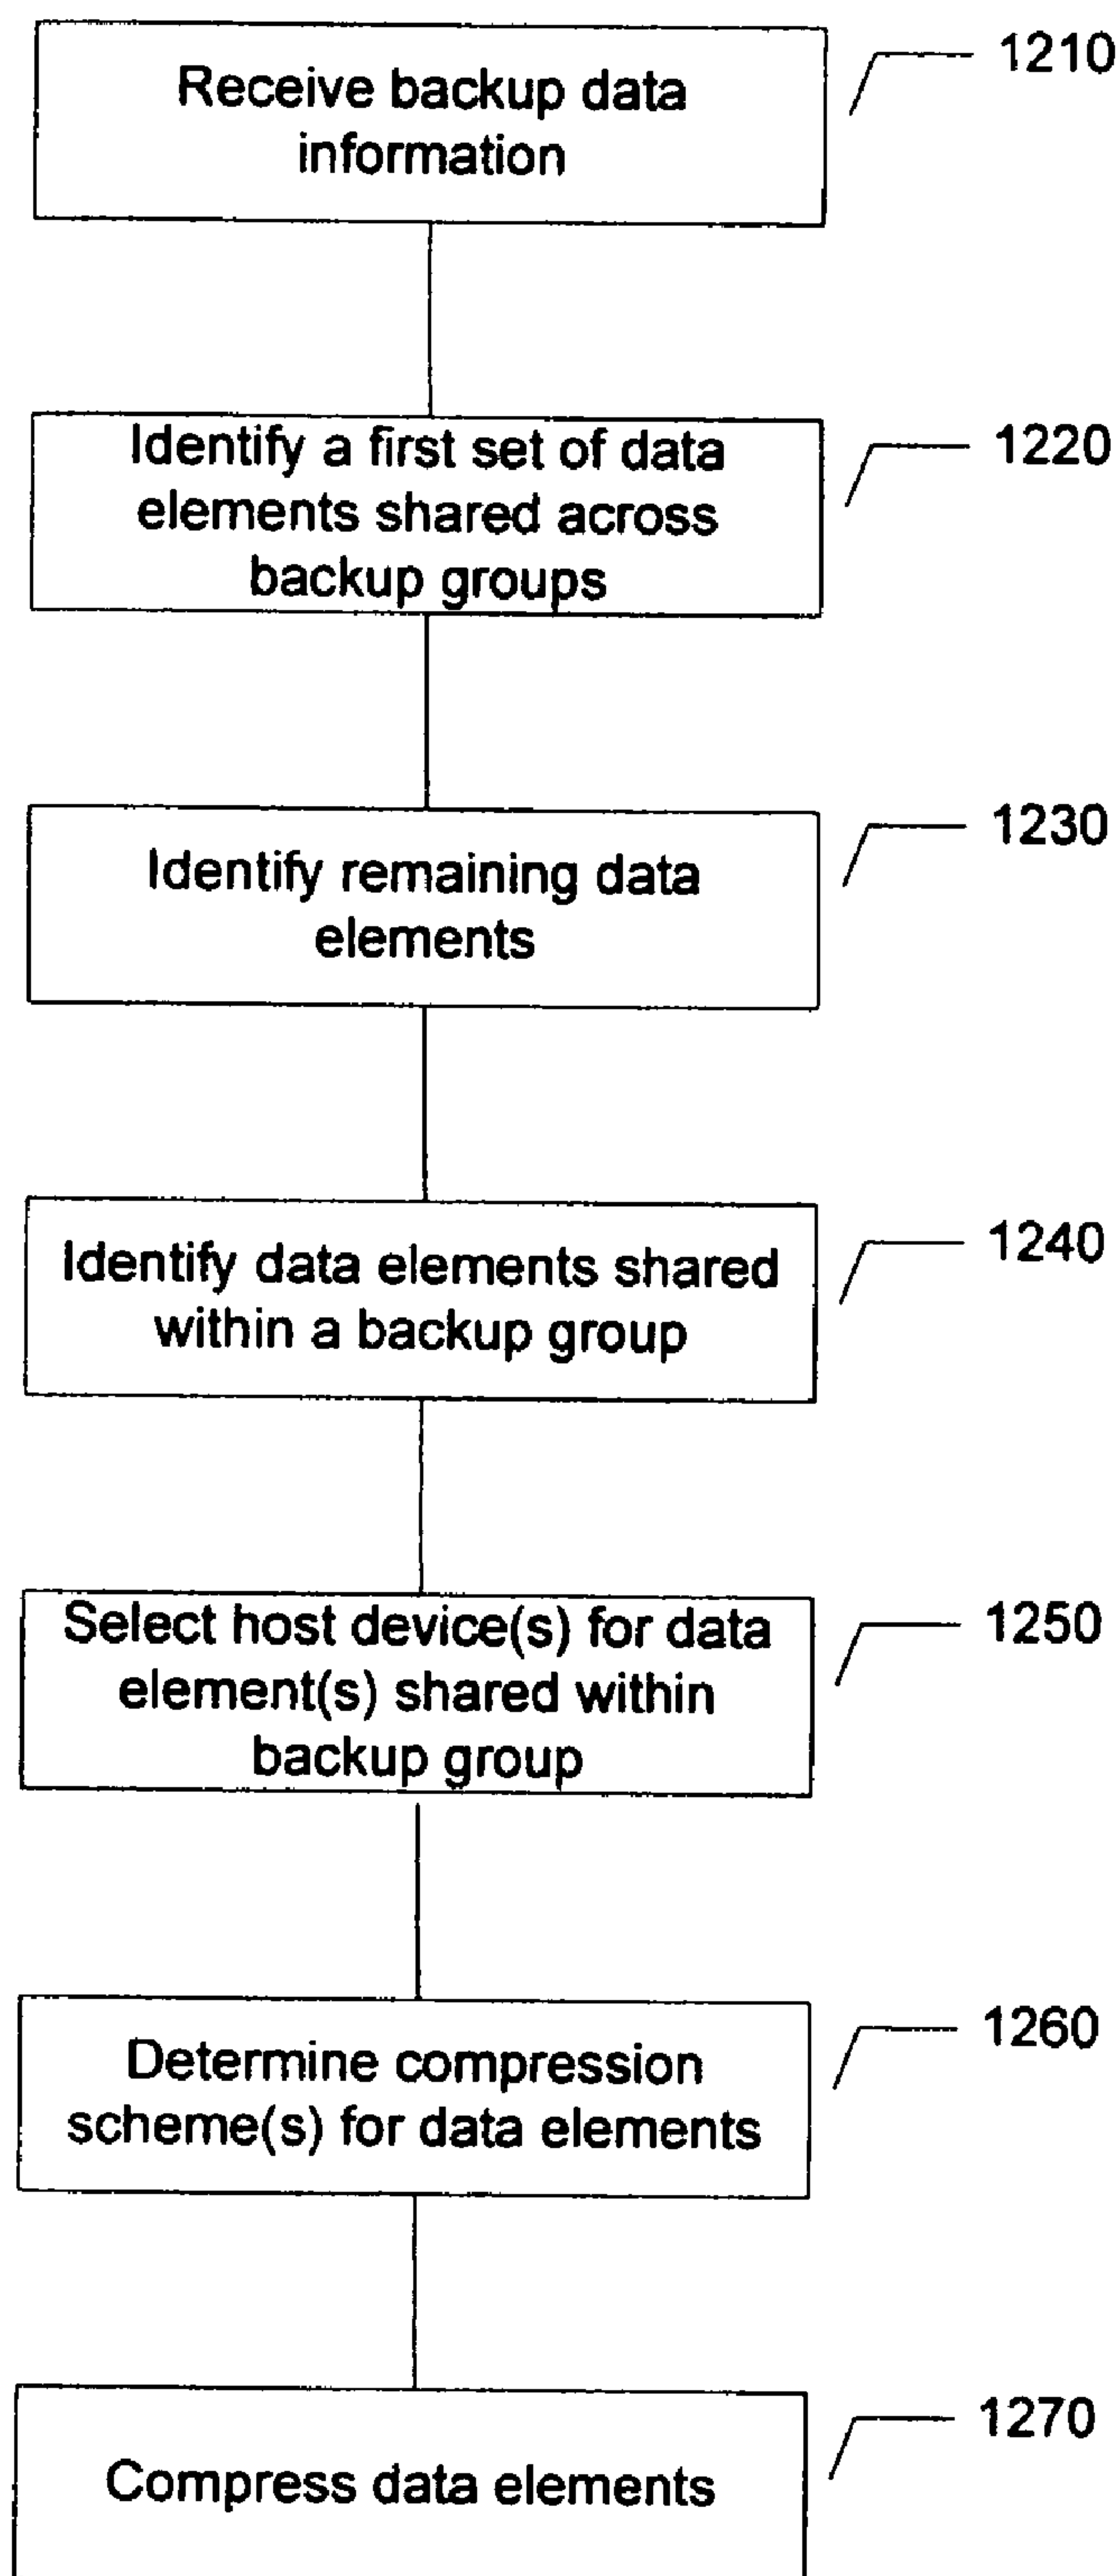 Receive backup data
information
1210
Identify a first set of data
elements shared across
backup groups
1220
Identify remaining data
elements
1230
Identify data elements shared
within a backup group
1240
Select host device(s) for data
element(s) shared within
backup group
1250
Determine compression
scheme(s) for data elements
1260
Compress data elements
1270